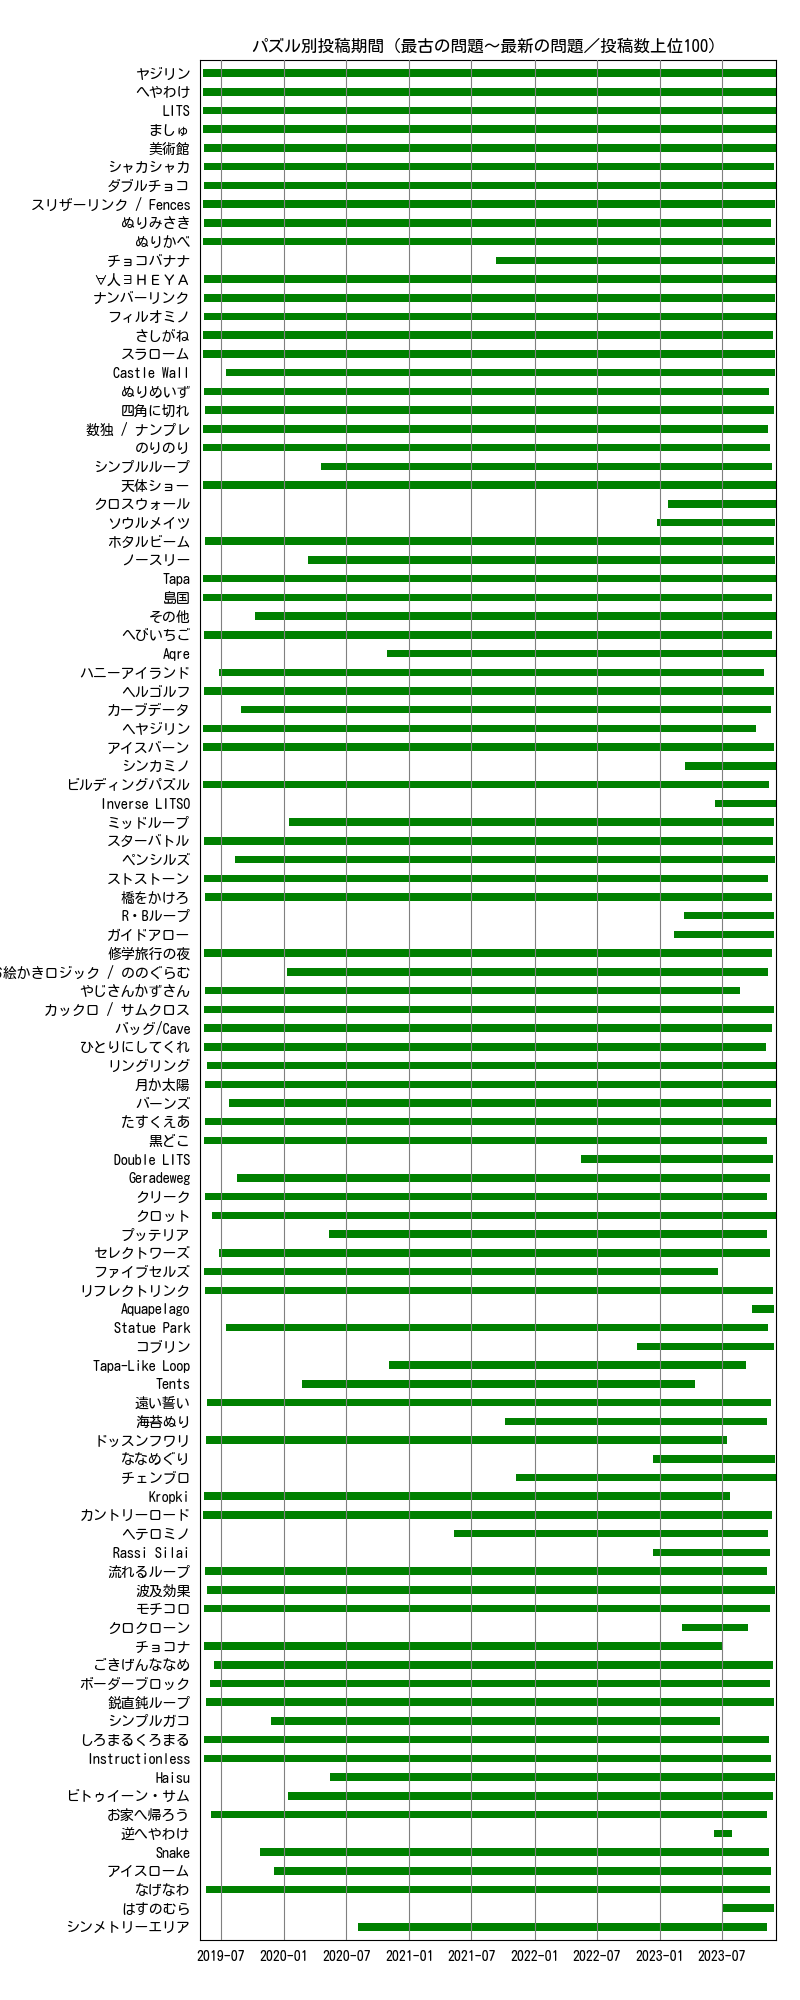 パズル別投稿期間（最古の問題～最新の問題／投稿数上位100）
ヤジリン
へやわけ
LITS
ましゅ
美術館
シャカシャカ
ダブルチョコ
スリザーリンク / Fences
ぬりみさき
ぬりかべ
チョコバナナ
∀人∃ＨＥＹＡ
ナンバーリンク
フィルオミノ
さしがね
スラローム
Castle Wall
ぬりめいず
四角に切れ
数独 / ナンプレ
のりのり
シンプルループ
天体ショー
クロスウォール
ソウルメイツ
ホタルビーム
ノースリー
Tapa
島国
その他
へびいちご
Aqre
ハニーアイランド
ヘルゴルフ
カーブデータ
ヘヤジリン
アイスバーン
シンカミノ
ビルディングパズル
Inverse LITSO
ミッドループ
スターバトル
ペンシルズ
ストストーン
橋をかけろ
R・Bループ
ガイドアロー
修学旅行の夜
絵かきロジック / ののぐらむ
やじさんかずさん
カックロ / サムクロス
バッグ/Cave
ひとりにしてくれ
リングリング
月か太陽
バーンズ
たすくえあ
黒どこ
Double LITS
Geradeweg
クリーク
クロット
プッテリア
セレクトワーズ
ファイブセルズ
リフレクトリンク
Aquapelago
Statue Park
コブリン
Tapa-Like Loop
Tents
遠い誓い
海苔ぬり
ドッスンフワリ
ななめぐり
チェンブロ
Kropki
カントリーロード
ヘテロミノ
Rassi Silai
流れるループ
波及効果
モチコロ
クロクローン
チョコナ
ごきげんななめ
ボーダーブロック
鋭直鈍ループ
シンプルガコ
しろまるくろまる
Instructionless
Haisu
ビトゥイーン・サム
お家へ帰ろう
逆へやわけ
Snake
アイスローム
なげなわ
はすのむら
シンメトリーエリア
2019-07 2020-01 2020-07 2021-01 2021-07 2022-01 2022-07 2023-01 2023-07